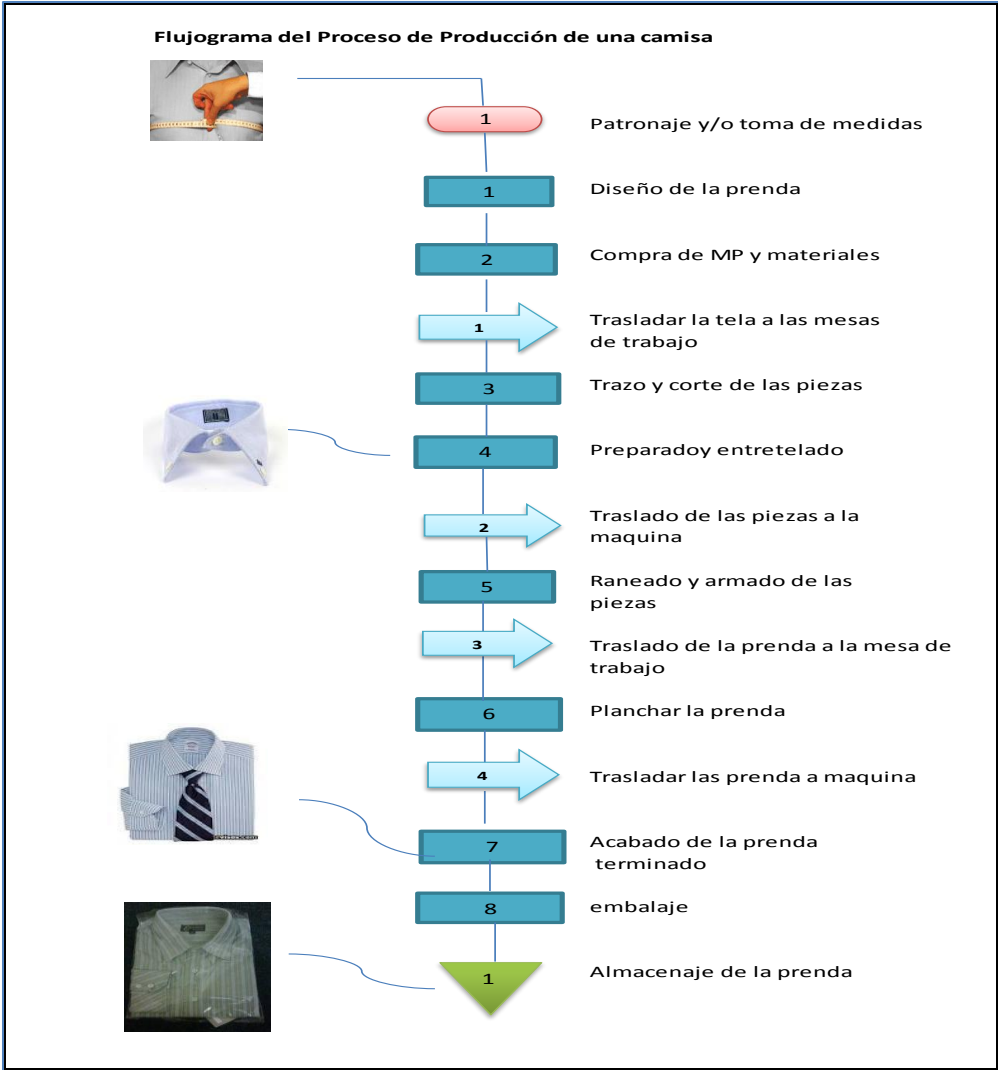 Flujograma del Proceso de Producción de una camisa
1
Patronaje y/o toma de medidas
1
Diseño de la prenda
2
Compra de MP y materiales
1
Trasladar la tela a las mesas
de trabajo
3
Trazo y corte de las piezas
4
Preparadoy entretelado
2
Traslado de las piezas a la
maquina
5
Raneado y armado de las
piezas
3
Traslado de la prenda a la mesa de
trabajo
6
Planchar la prenda
4
Trasladar las prenda a maquina
7
Acabado de la prenda
terminado
8
embalaje
1
Almacenaje de la prenda